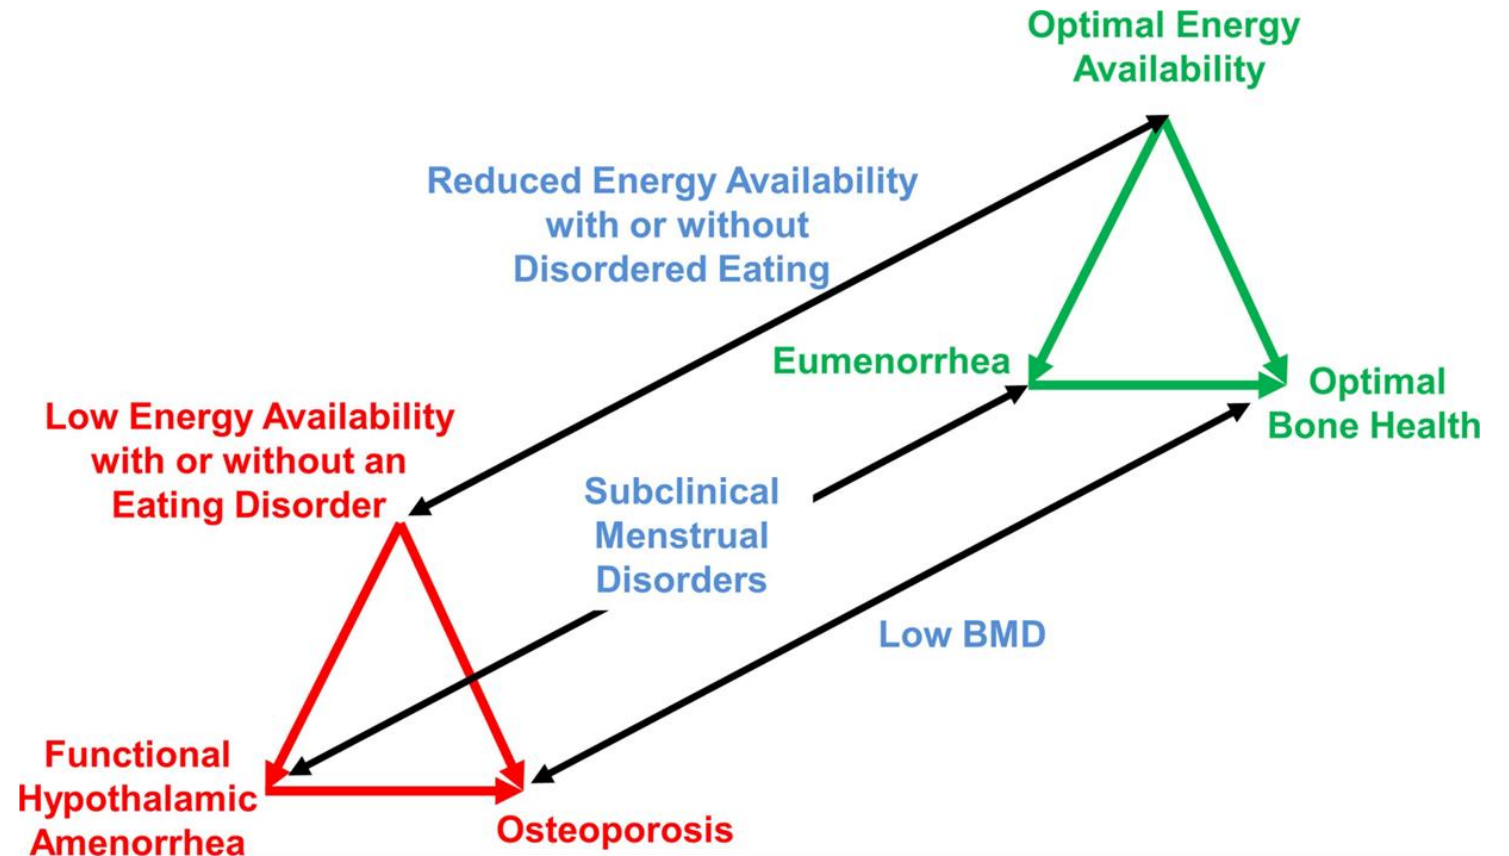 Optimal Energy
Availability
Reduced Energy Availability
with or without
Disordered Eating
Eumenorrhea
Optimal
Bone Health
Low Energy Availability
with or without an
Eating Disorder
Subclinical
Menstrual
Disorders
Low BMD
Functional
Hypothalamic
Amenorrhea
Osteoporosis